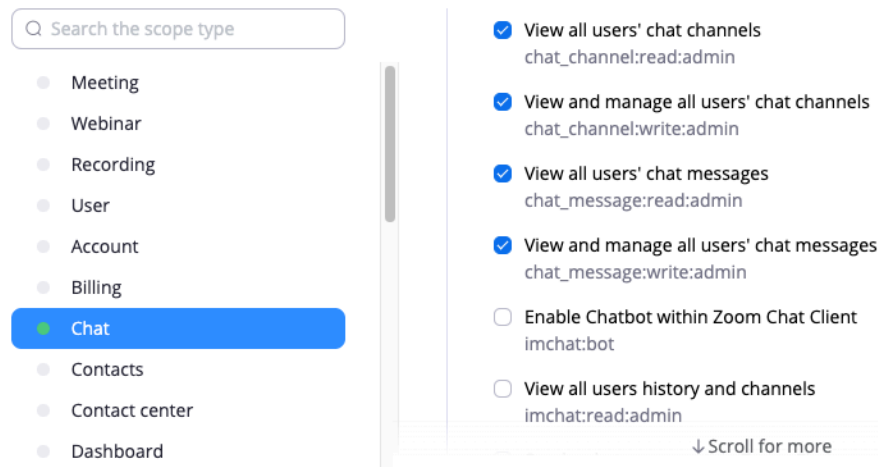 Search the scope type
Meeting
Webinar
Recording
User
Account
Billing
Chat
Contacts
Contact center
Dashboard
View all users' chat channels
chat_channel:read:admin
View and manage all users' chat channels
chat_channel:write:admin
View all users' chat messages
chat_message:read:admin
View and manage all users' chat messages
chat_message:write:admin
Enable Chatbot within Zoom Chat Client
imchat:bot
View all users history and channels
imchat:read:admin
↓ Scroll for more